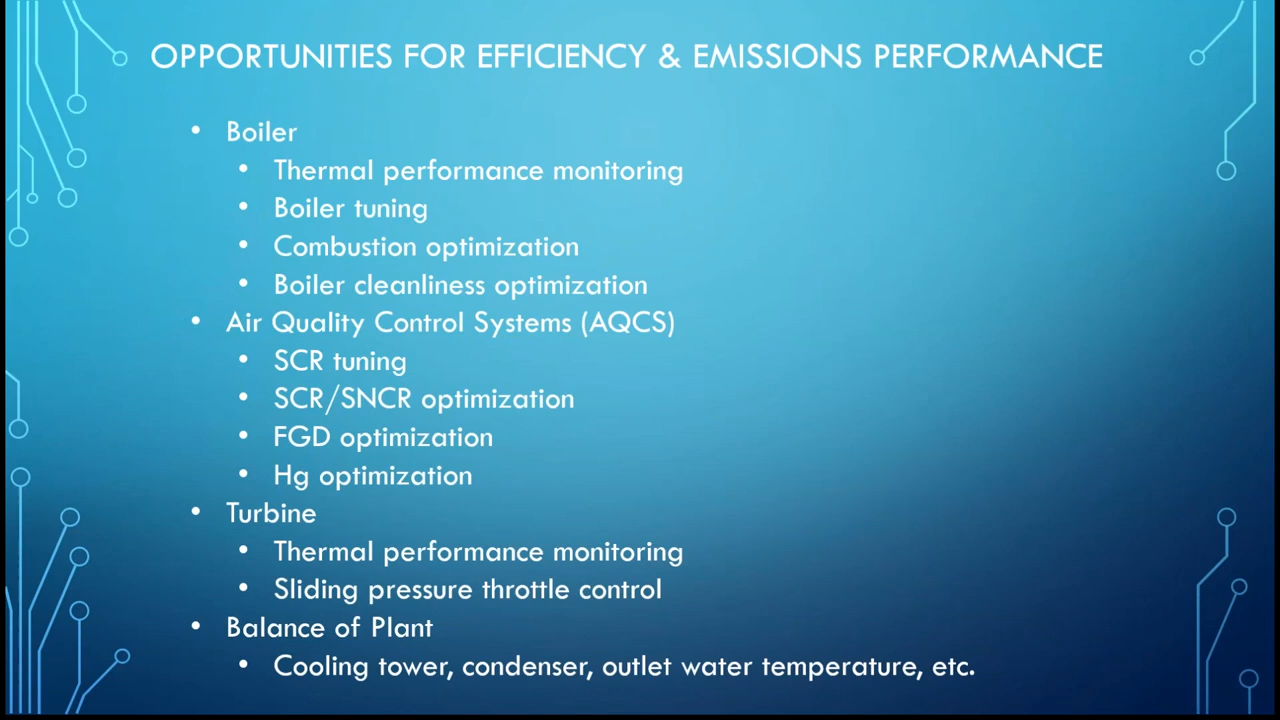 OPPORTUNITIES FOR EFFICIENCY & EMISSIONS PERFORMANCE
• Boiler
• Thermal performance monitoring
• Boiler tuning
• Combustion optimization
• Boiler cleanliness optimization
• Air Quality Control Systems (AQCS)
• SCR tuning
• SCR/SNCR optimization
• FGD optimization
• Hg optimization
• Turbine
• Thermal performance monitoring
• Sliding pressure throttle control
• Balance of Plant
• Cooling tower, condenser, outlet water temperature, etc.